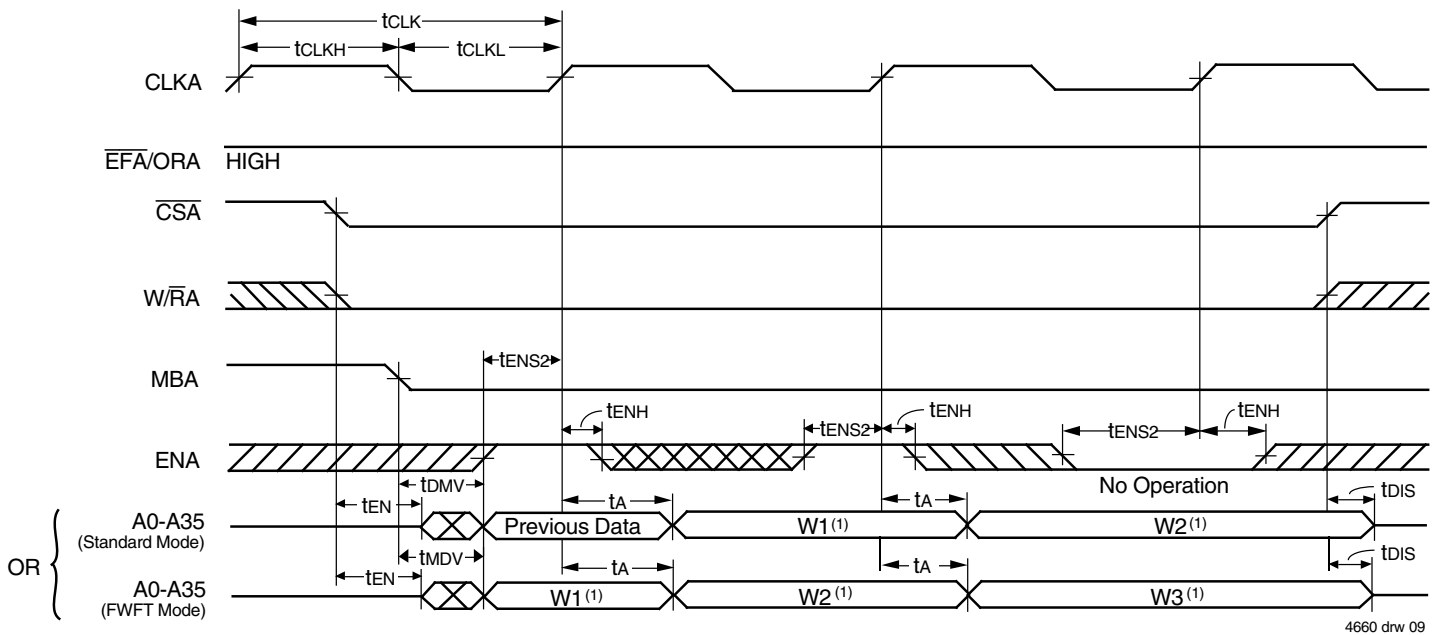 tCLK
tCLKH tCLKL
CLKA
EFA/ORA HIGH
CSA
W/RA
MBA
tENS2
tENH tENS2 tENH tENS2 tENH
ENA
tDMV No Operation
tEN tA tA tDIS
A0-A35 Previous Data W1(1) W2(1)
(Standard Mode)
OR
tMDV
tEN tA tA tDIS
A0-A35 W1(1) W2(1) W3(1)
(FWFT Mode)
4660 drw 09